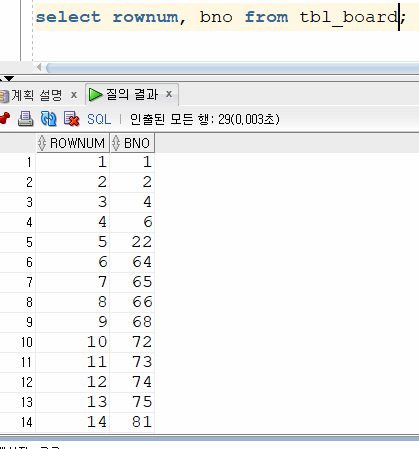 select rownum, bno from tbl_board;
계획 설명 x 질의 결과 x
SQL | 인출된 모든 행: 29(0,003초)
ROWNUM BNO
1 1 1
2 2 2
3 3 4
4 4 6
5 5 22
6 6 64
7 7 65
8 8 66
9 9 68
10 10 72
11 11 73
12 12 74
13 13 75
14 14 81